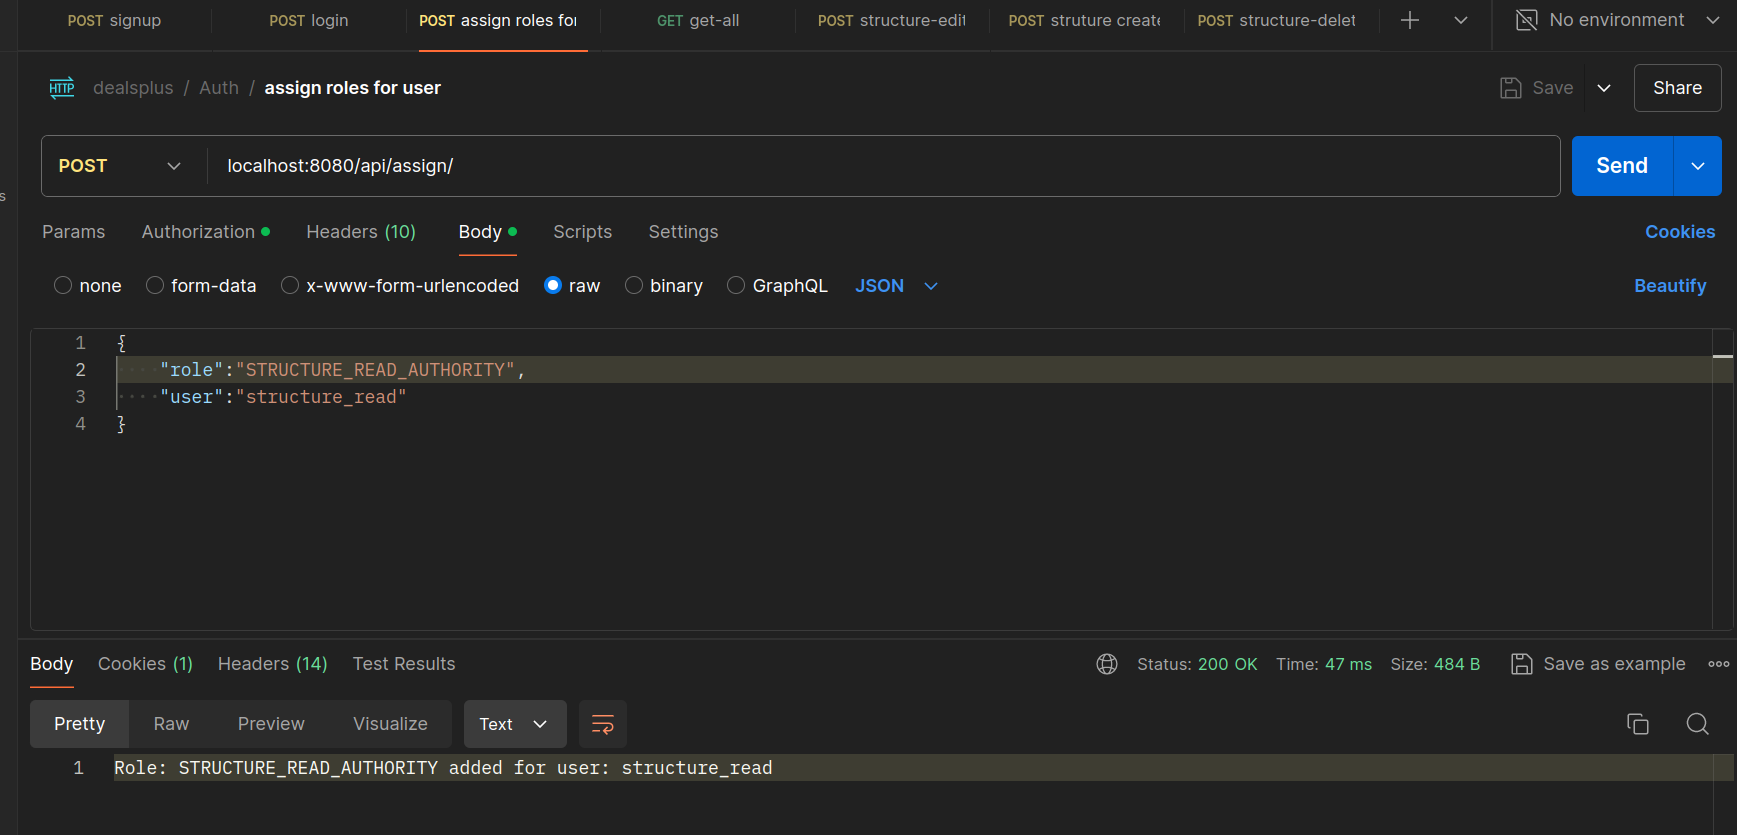 POST signup POST login POST assign roles for GET get-all POST structure-edit POST struture create POST structure-delet No environment
HTTP dealsplus / Auth / assign roles for user Save Share
POST localhost:8080/api/assign/ Send
s
Params Authorization Headers (10) Body Scripts Settings Cookies
none form-data x-www-form-urlencoded raw binary GraphQL JSON Beautify
1 {
2 "role":"STRUCTURE_READ_AUTHORITY",
3 "user":"structure_read"
4 }
Body Cookies (1) Headers (14) Test Results Status: 200 OK Time: 47 ms Size: 484 B Save as example
Pretty Raw Preview Visualize Text
1 Role: STRUCTURE_READ_AUTHORITY added for user: structure_read